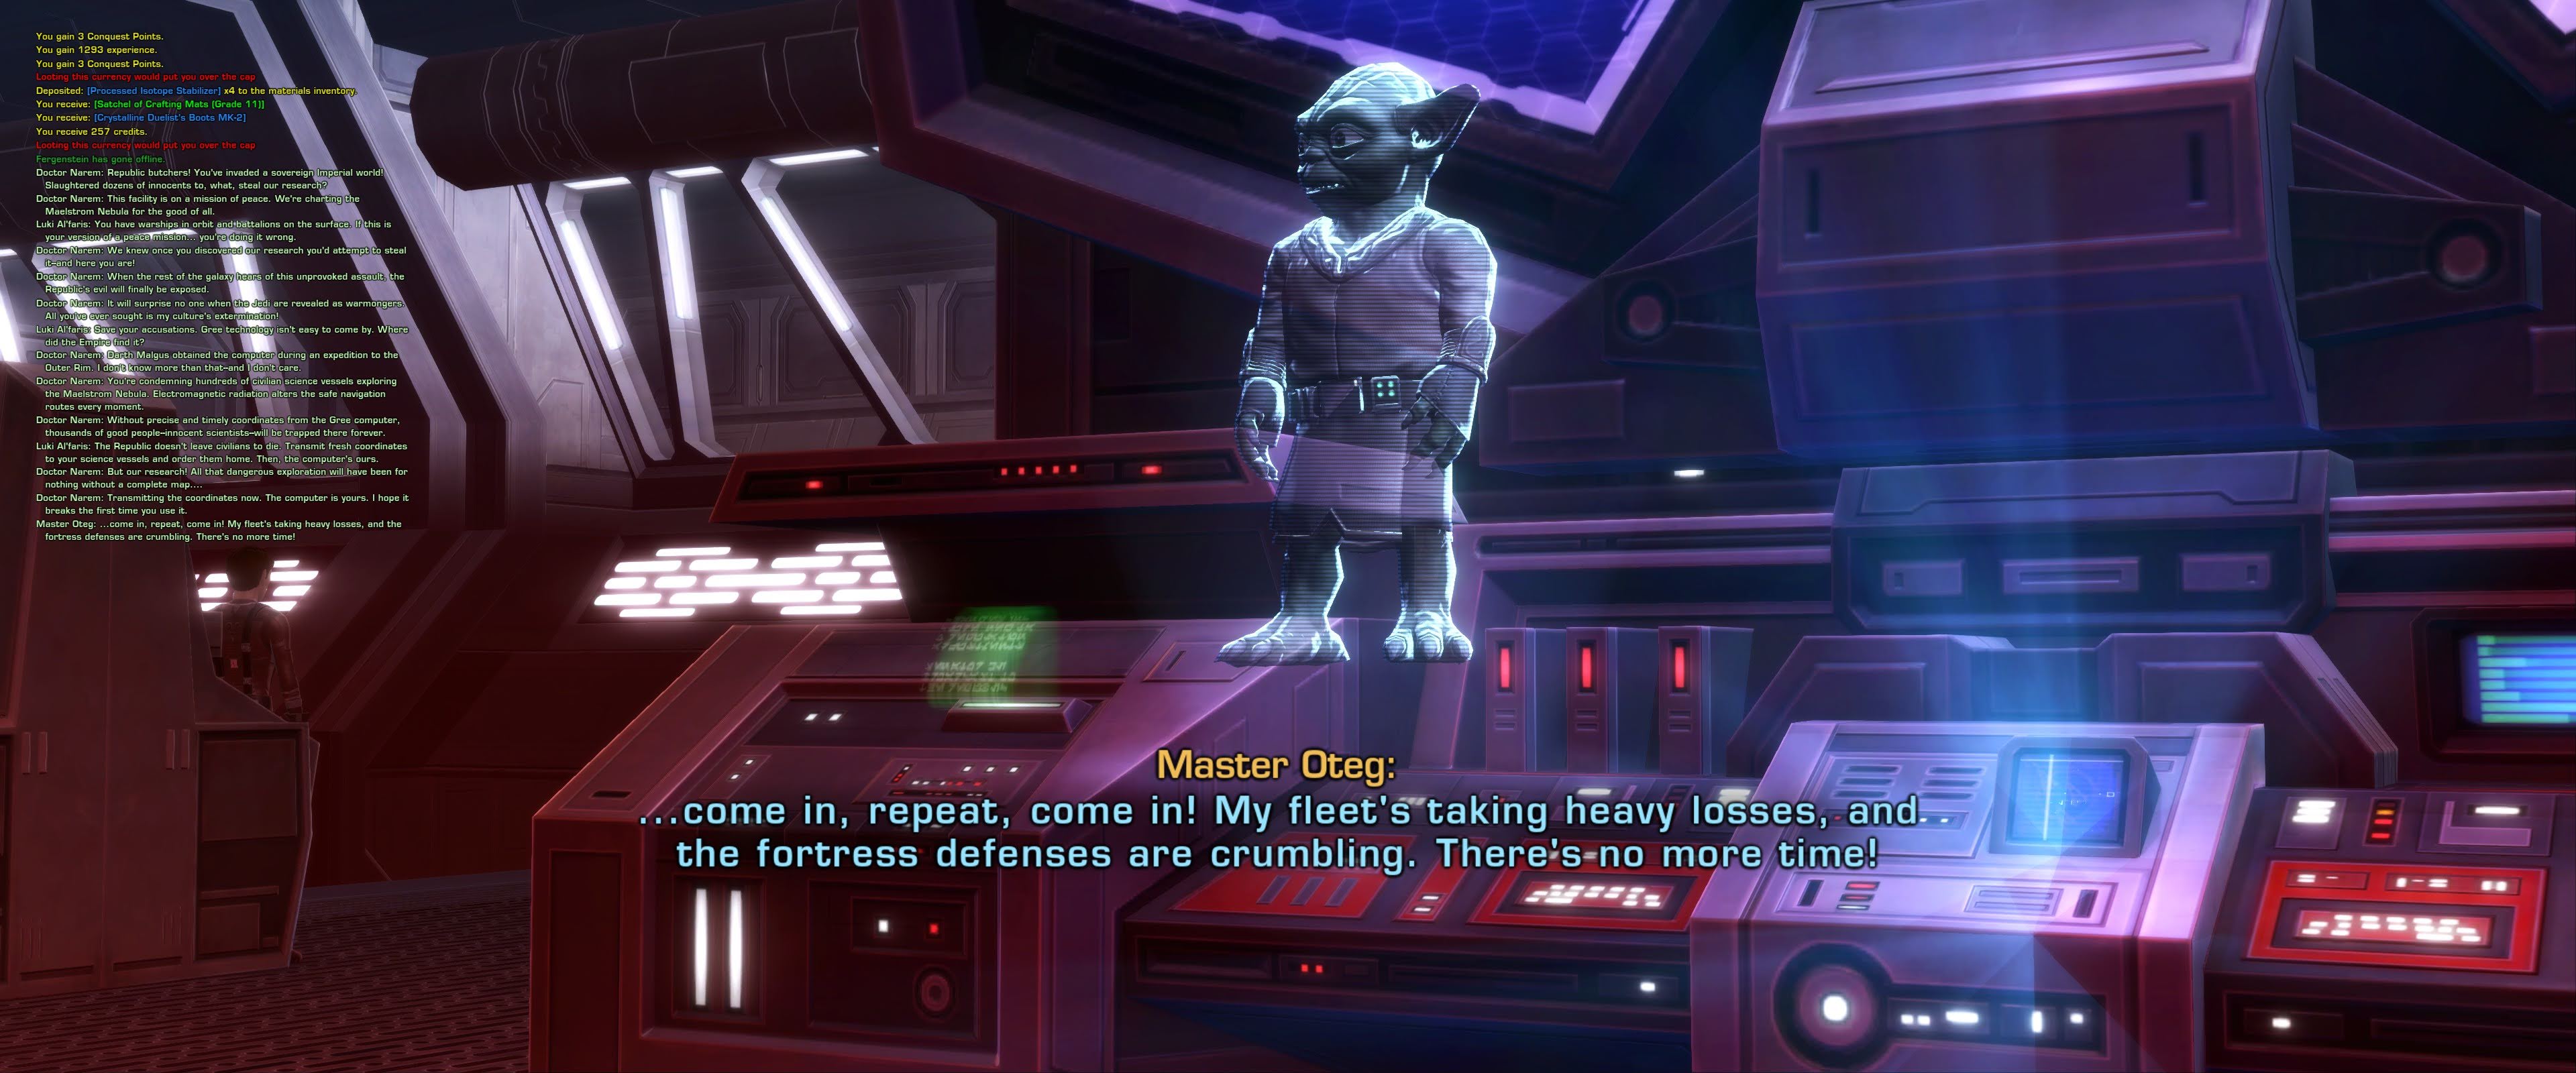 You gain 3 Conquest Points.
You gain 1293 experience.
You gain 3 Conquest Points.
Looting this currency would put you over the cap
Deposited: [Processed Isotope Stabilizer] x4 to the materials inventory.
You receive: [Satchel of Crafting Mats (Grade 11)]
You receive: [Crystalline Duelist's Boots MK-2]
You receive 257 credits.
Looting this currency would put you over the cap
Fergenstein has gone offline.
Doctor Narem: Republic butchers! You've invaded a sovereign Imperial world!
Slaughtered dozens of innocents to, what, steal our research?
Doctor Narem: This facility is on a mission of peace. We're charting the
Maelstrom Nebula for the good of all.
Luki Al'faris: You have warships in orbit and battalions on the surface. If this is
your version of a peace mission... you're doing it wrong.
Doctor Narem: We knew once you discovered our research you'd attempt to steal
it–and here you are!
Doctor Narem: When the rest of the galaxy hears of this unprovoked assault, the
Republic's evil will finally be exposed.
Doctor Narem: It will surprise no one when the Jedi are revealed as warmongers.
All you've ever sought is my culture's extermination!
Luki Al'faris: Save your accusations. Gree technology isn't easy to come by. Where
did the Empire find it?
Doctor Narem: Darth Malgus obtained the computer during an expedition to the
Outer Rim. I don't know more than that–and I don't care.
Doctor Narem: You're condemning hundreds of civilian science vessels exploring
the Maelstrom Nebula. Electromagnetic radiation alters the safe navigation
routes every moment.
Doctor Narem: Without precise and timely coordinates from the Gree computer,
thousands of good people–innocent scientists–will be trapped there forever.
Luki Al'faris: The Republic doesn't leave civilians to die. Transmit fresh coordinates
to your science vessels and order them home. Then, the computer's ours.
Doctor Narem: But our research! All that dangerous exploration will have been for
nothing without a complete map....
Doctor Narem: Transmitting the coordinates now. The computer is yours. I hope it
breaks the first time you use it.
Master Oteg: ...come in, repeat, come in! My fleet's taking heavy losses, and the
fortress defenses are crumbling. There's no more time!
Master Oteg:
...come in, repeat, come in! My fleet's taking heavy losses, and
the fortress defenses are crumbling. There's no more time!